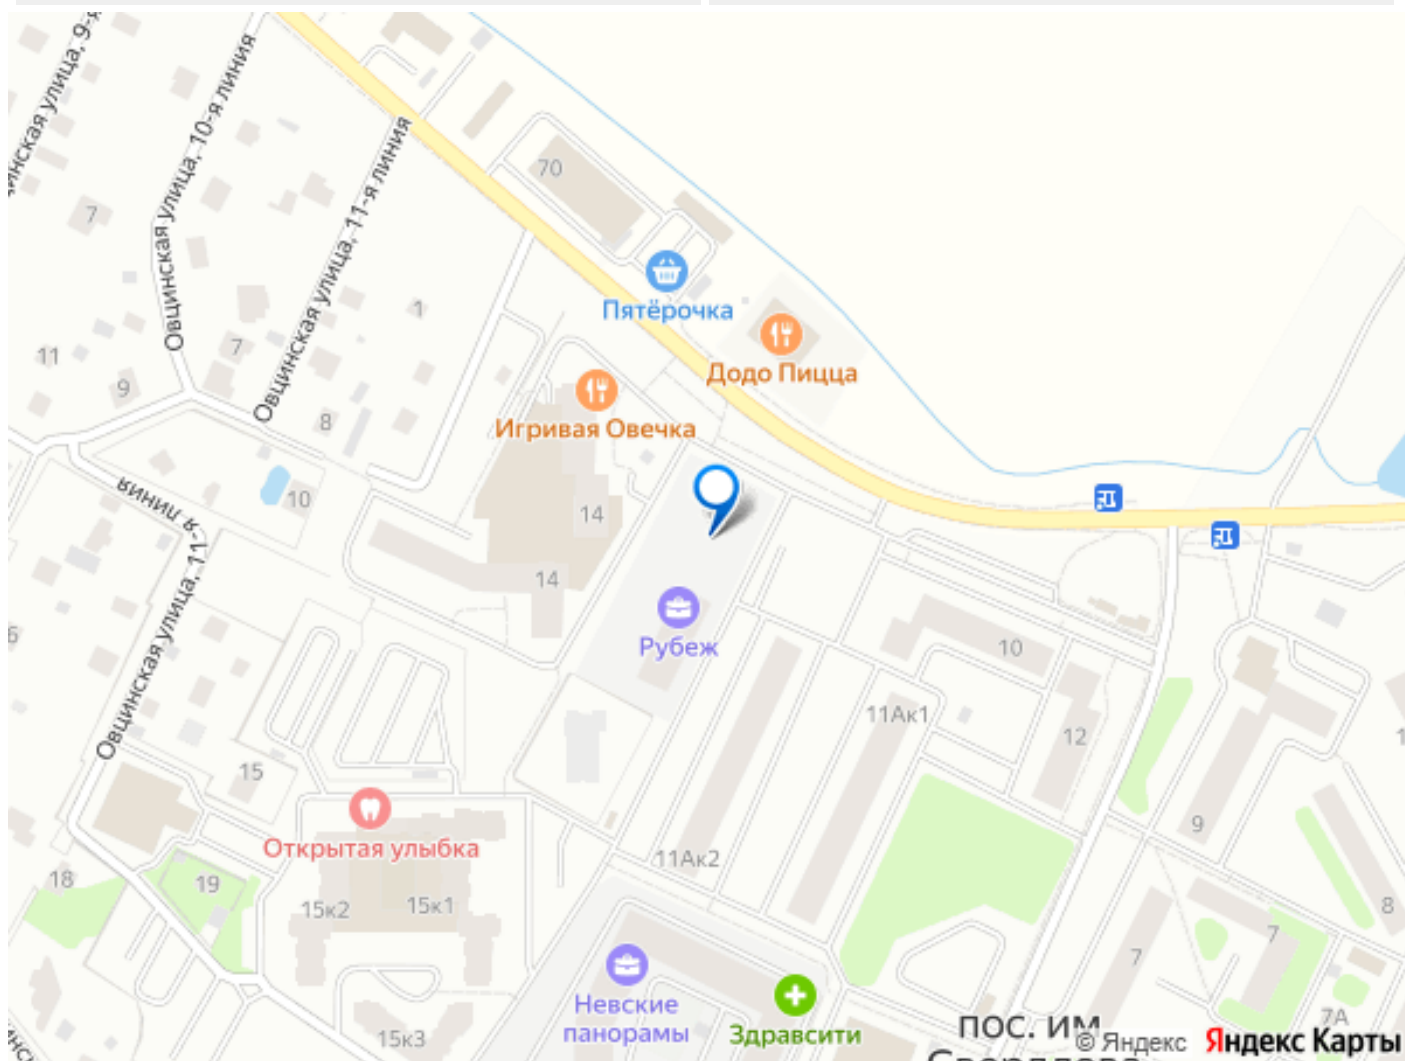 Овцинская улица, 10-я линия
Овцинская улица, 11-я линия
70
7
Пятёрочка
1
Додо Пицца
11
7
9
Игривая Овечка
8
10
14
14
Овцинская улица, 11-я линия
Рубеж
10
11Ак1
12
15
9
Открытая улыбка
11Ак2
18
19
15к2
15к1
8
7
7
Невские
панорамы
Здравсити
15к3
7А
пос. им.
Свердлова
© Яндекс
Яндекс Карты